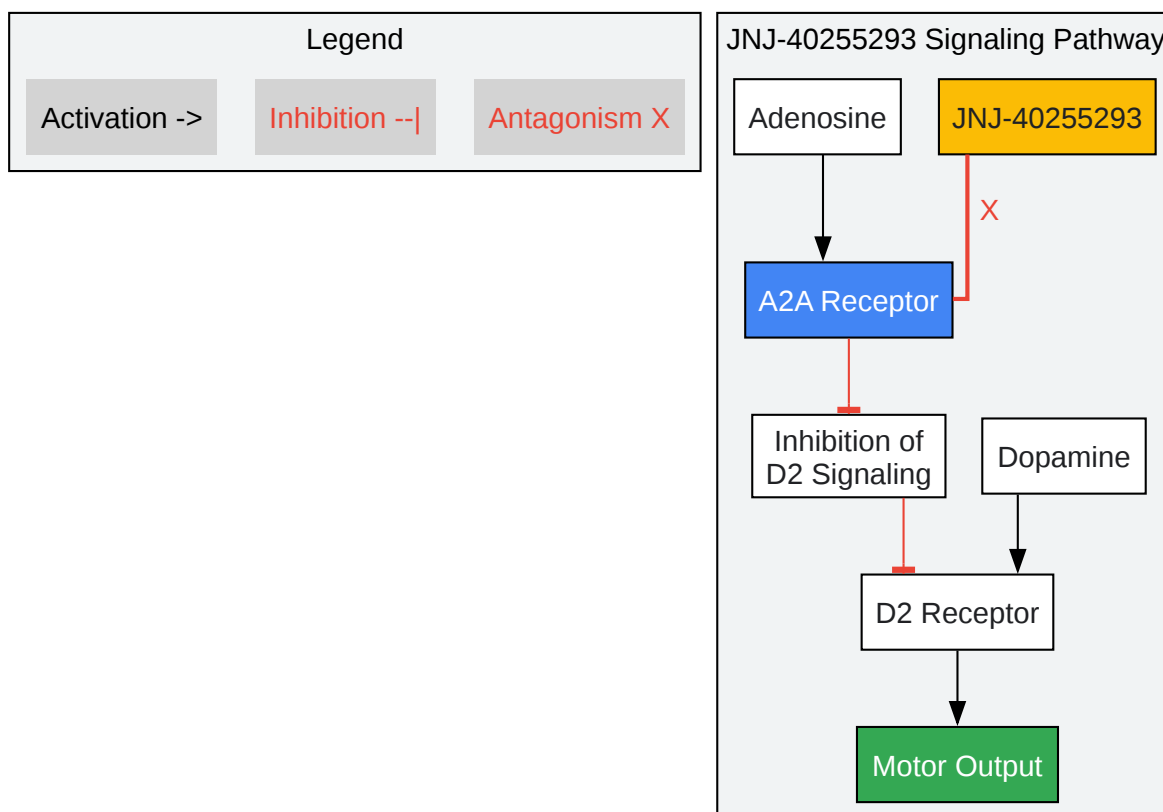 Legend
Activation ->
Inhibition --|
Antagonism X
JNJ-40255293 Signaling Pathway
Adenosine
JNJ-40255293
X
A2A Receptor
Inhibition of
D2 Signaling
Dopamine
D2 Receptor
Motor Output